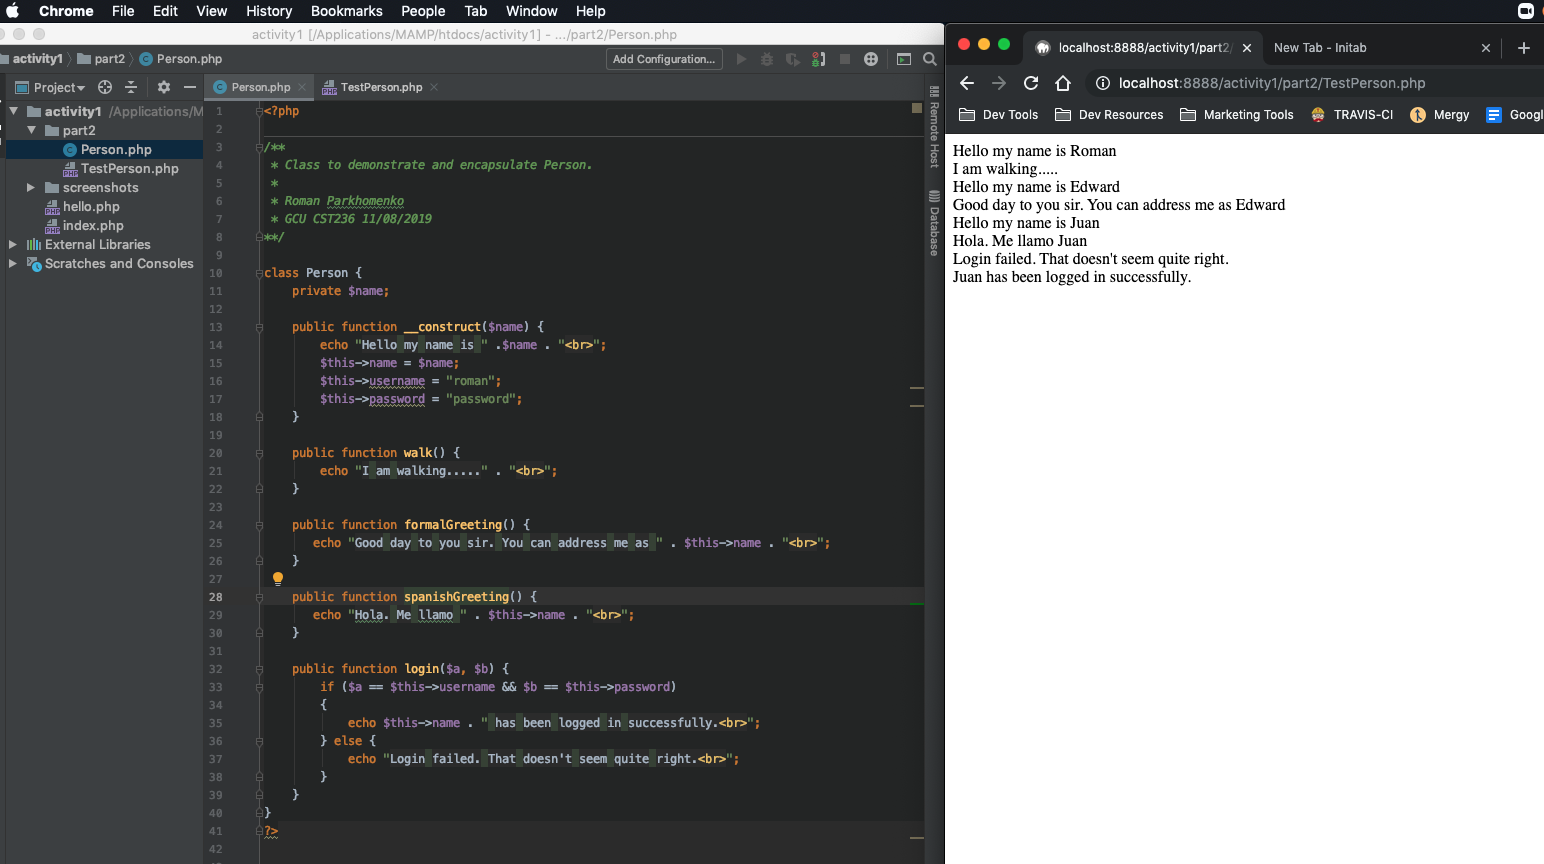 Chrome File Edit View History Bookmarks People Tab Window Help
activity1 [/Applications/MAMP/htdocs/activity1] - .../part2/Person.php
activity1 part2 Person.php
Add Configuration...
Project
Person.php
TestPerson.php
activity1 /Applications/M
part2
Person.php
TestPerson.php
screenshots
hello.php
index.php
External Libraries
Scratches and Consoles
1 <?php
2
3 /**
4 * Class to demonstrate and encapsulate Person.
5 *
6 * Roman Parkhomenko
7 * GCU CST236 11/08/2019
8 **/
9
10 class Person {
11 private $name;
12
13 public function __construct($name) {
14 echo "Hello my name is " .$name . "<br>";
15 $this->name = $name;
16 $this->username = "roman";
17 $this->password = "password";
18 }
19
20 public function walk() {
21 echo "I am walking....." . "<br>";
22 }
23
24 public function formalGreeting() {
25 echo "Good day to you sir. You can address me as " . $this->name . "<br>";
26 }
27
28 public function spanishGreeting() {
29 echo "Hola. Me llamo " . $this->name . "<br>";
30 }
31
32 public function login($a, $b) {
33 if ($a == $this->username && $b == $this->password)
34 {
35 echo $this->name . " has been logged in successfully.<br>";
36 } else {
37 echo "Login failed. That doesn't seem quite right.<br>";
38 }
39 }
40 }
41 ?>
42
Remote Host
Database
localhost:8888/activity1/part2/
New Tab - Initab
localhost:8888/activity1/part2/TestPerson.php
Dev Tools Dev Resources Marketing Tools TRAVIS-CI Mergy Googl
Hello my name is Roman
I am walking.....
Hello my name is Edward
Good day to you sir. You can address me as Edward
Hello my name is Juan
Hola. Me llamo Juan
Login failed. That doesn't seem quite right.
Juan has been logged in successfully.